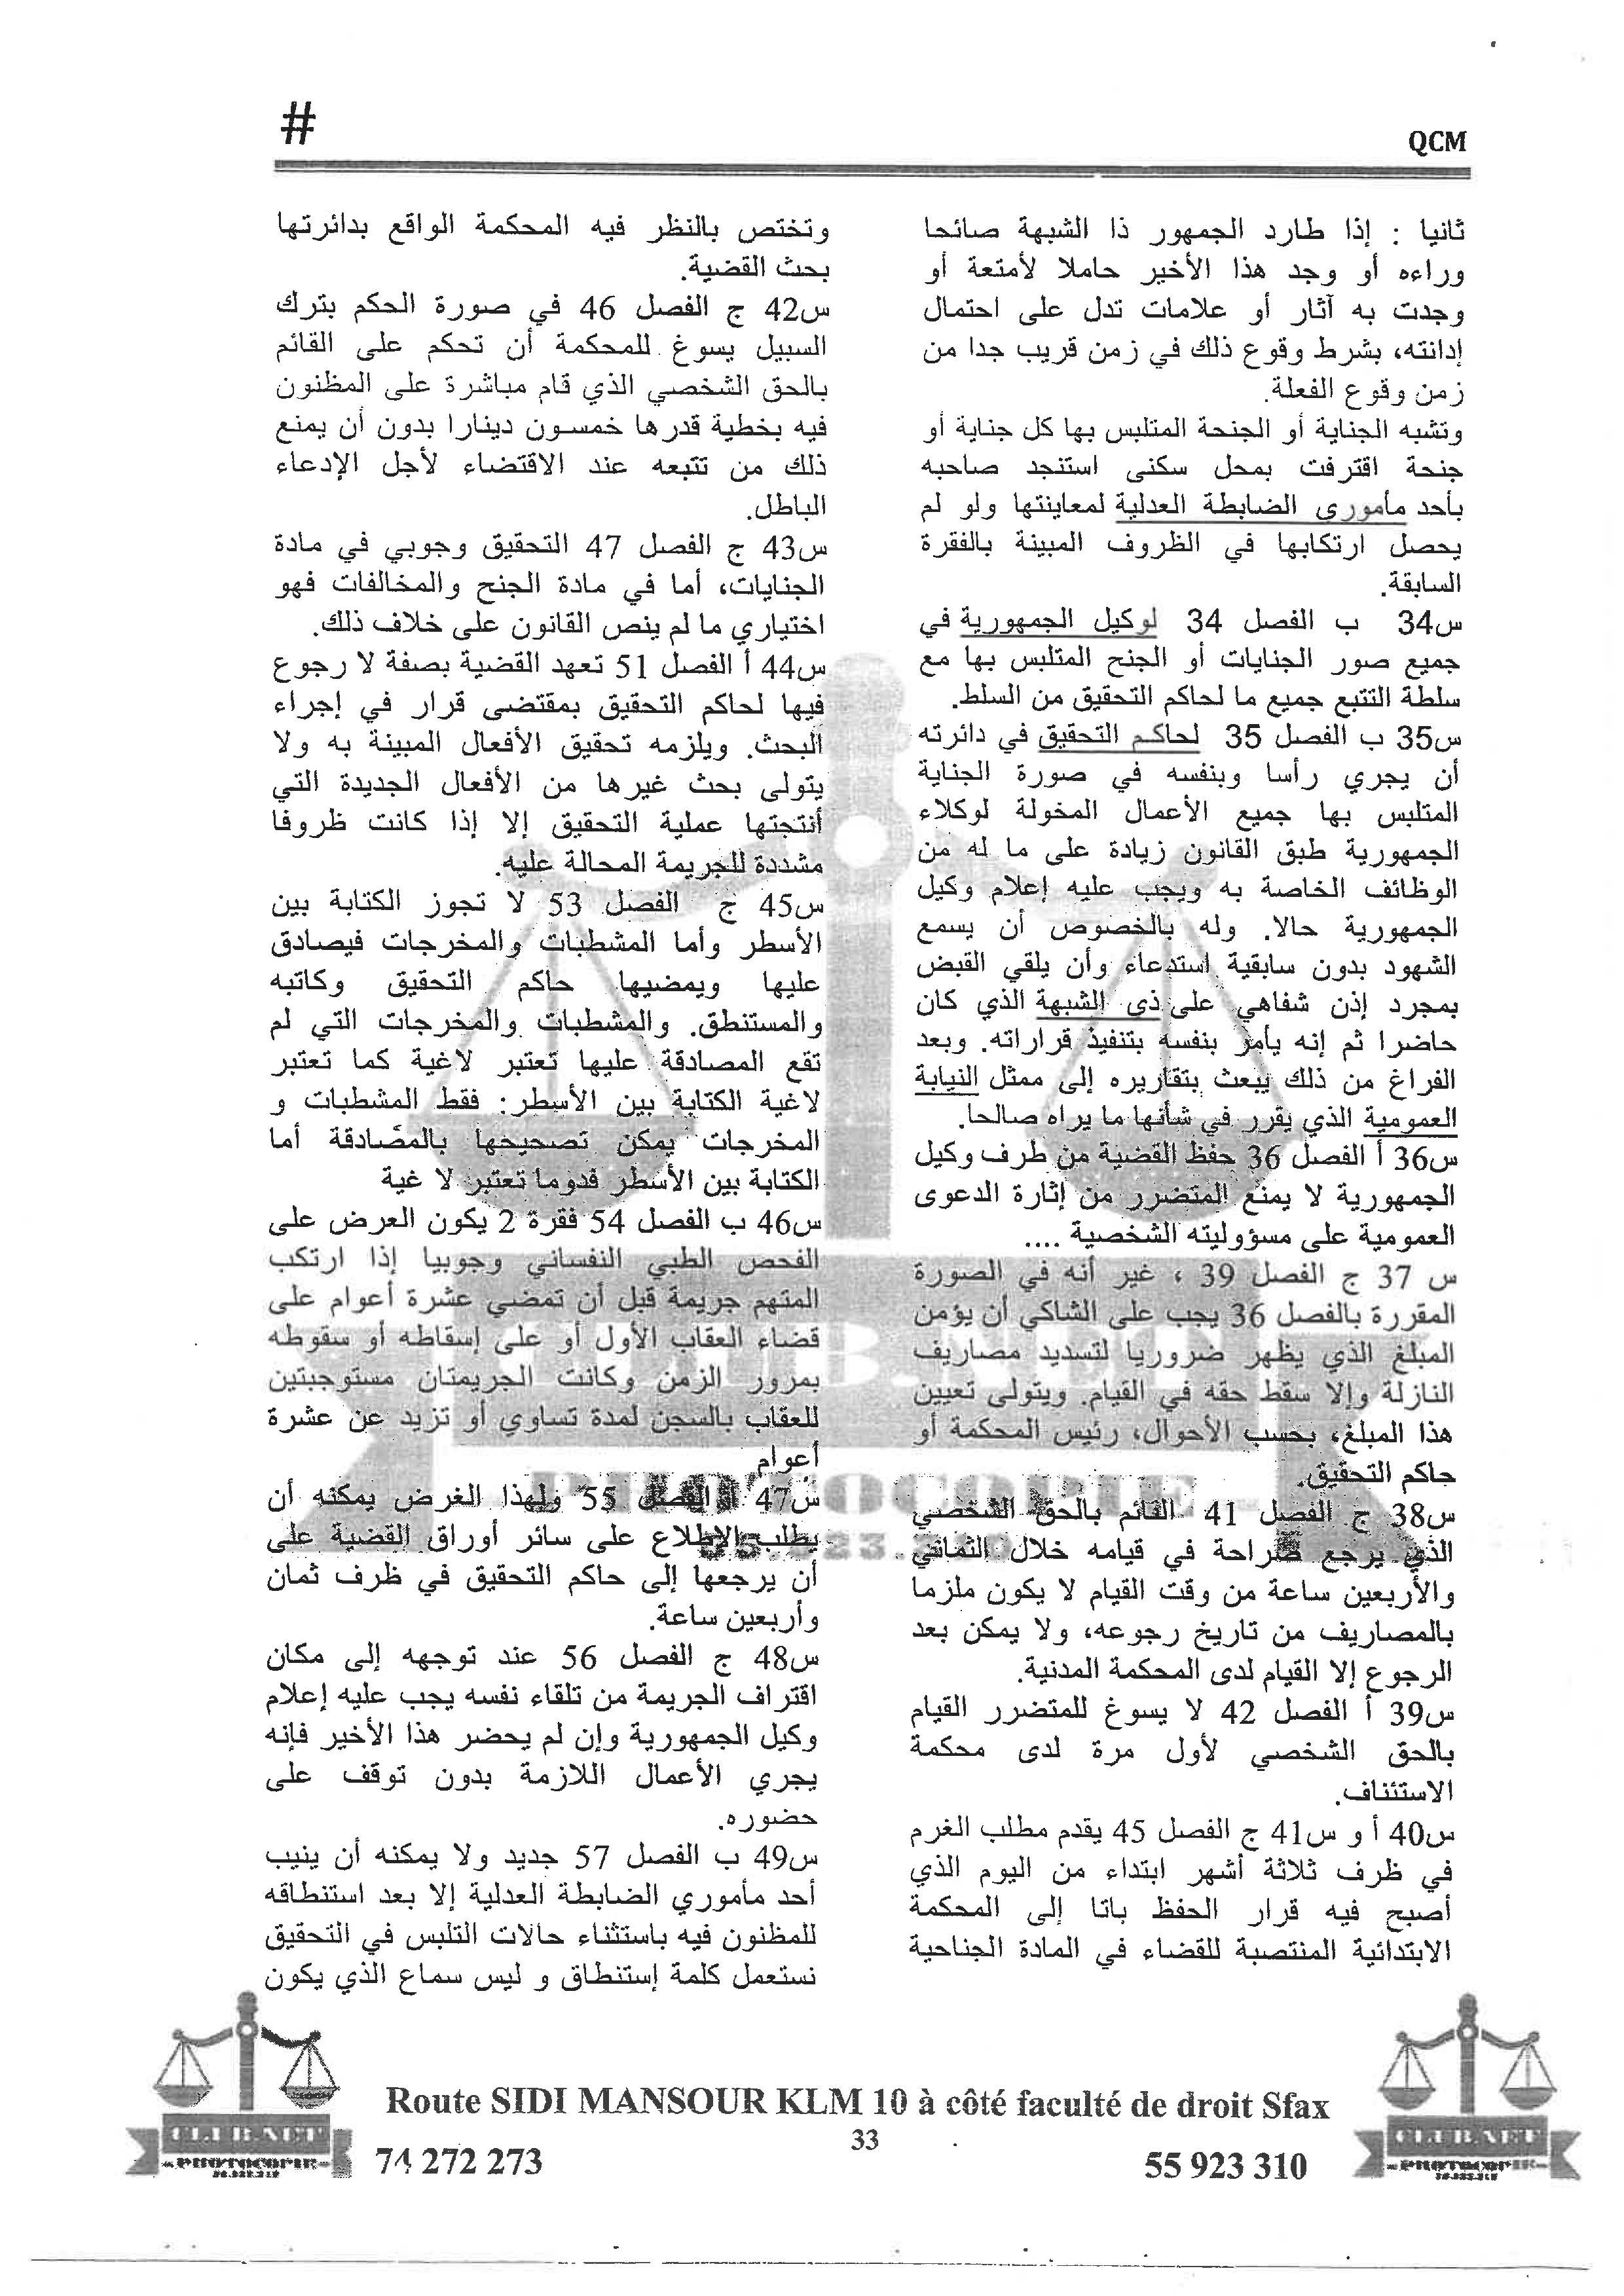 #
QCM
ثانيا : إذا طارد الجمهور ذا الشبهة صائحا
وراءه أو وجد هذا الأخير حاملا لأمتعة أو
وجدت به آثار أو علامات تدل على احتمال
إدانته، بشرط وقوع ذلك في زمن قريب جدا من
زمن وقوع الفعلة.
وتشبه الجناية أو الجنحة المتلبس بها كل جناية أو
جنحة اقترفت بمحل سكنى استنجد صاحبه
بأحد مأموري الضابطة العدلية لمعاينتها ولو لم
يحصل ارتكابها في الظروف المبينة بالفقرة
السابقة.
س34 ب الفصل 34 لوكيل الجمهورية في
جميع صور الجنايات أو الجنح المتلبس بها مع
سلطة التتبع جميع ما لحاكم التحقيق من السلط.
س35 ب الفصل 35 لحاكم التحقيق في دائرته
أن يجري رأسا وبنفسه في صورة الجناية
المتلبس بها جميع الأعمال المخولة لوكلاء
الجمهورية طبق القانون زيادة على ما له من
الوظائف الخاصة به ويجب عليه إعلام وكيل
الجمهورية حالا. وله بالخصوص أن يسمع
الشهود بدون سابقية استدعاء وأن يلقي القبض
بمجرد إذن شفاهي على ذي الشبهة الذي كان
حاضرا ثم إنه يأمر بنفسه بتنفيذ قراراته. وبعد
الفراغ من ذلك يبعث بتقاريره إلى ممثل النيابة
العمومية الذي يقرر في شأنها ما يراه صالحا.
س36 أ الفصل 36 حفظ القضية من طرف وكيل
الجمهورية لا يمنع المتضرر من إثارة الدعوى
العمومية على مسؤوليته الشخصية ....
س 37 ج الفصل 39 ، غير أنه في الصورة
المقررة بالفصل 36 يجب على الشاكي أن يؤمن
المبلغ الذي يظهر ضروريا لتسديد مصاريف
النازلة وإلا سقط حقه في القيام. ويتولى تعيين
هذا المبلغ، بحسب الأحوال، رئيس المحكمة أو
حاكم التحقيق.
س38 ج الفصل 41 القائم بالحق الشخصي
الذي يرجع صراحة في قيامه خلال الثماني
والأربعين ساعة من وقت القيام لا يكون ملزما
بالمصاريف من تاريخ رجوعه، ولا يمكن بعد
الرجوع إلا القيام لدى المحكمة المدنية.
س39 أ الفصل 42 لا يسوغ للمتضرر القيام
بالحق الشخصي لأول مرة لدى محكمة
الاستئناف.
س40 أ و س41 ج الفصل 45 يقدم مطلب الغرم
في ظرف ثلاثة أشهر ابتداء من اليوم الذي
أصبح فيه قرار الحفظ باتا إلى المحكمة
الابتدائية المنتصبة للقضاء في المادة الجناحية
وتختص بالنظر فيه المحكمة الواقع بدائرتها
بحث القضية.
س42 ج الفصل 46 في صورة الحكم بترك
السبيل يسوغ للمحكمة أن تحكم على القائم
بالحق الشخصي الذي قام مباشرة على المظنون
فيه بخطية قدرها خمسون دينارا بدون أن يمنع
ذلك من تتبعه عند الاقتضاء لأجل الإدعاء
الباطل.
س43 ج الفصل 47 التحقيق وجوبي في مادة
الجنايات، أما في مادة الجنح والمخالفات فهو
اختياري ما لم ينص القانون على خلاف ذلك.
س44 أ الفصل 51 تعهد القضية بصفة لا رجوع
فيها لحاكم التحقيق بمقتضى قرار في إجراء
البحث. ويلزمه تحقيق الأفعال المبينة به ولا
يتولى بحث غيرها من الأفعال الجديدة التي
أنتجتها عملية التحقيق إلا إذا كانت ظروفا
مشددة للجريمة المحالة عليه.
س45 ج الفصل 53 لا تجوز الكتابة بين
الأسطر وأما المشطبات والمخرجات فيصادق
عليها ويمضيها حاكم التحقيق وكاتبه
والمستنطق. والمشطبات والمخرجات التي لم
تقع المصادقة عليها تعتبر لاغية كما تعتبر
لاغية الكتابة بين الأسطر: فقط المشطبات و
المخرجات يمكن تصحيحها بالمصادقة أما
الكتابة بين الأسطر فدوما تعتبر لا غية
س46 ب الفصل 54 فقرة 2 يكون العرض على
الفحص الطبي النفساني وجوبيا إذا ارتكب
المتهم جريمة قبل أن تمضي عشرة أعوام على
قضاء العقاب الأول أو على إسقاطه أو سقوطه
بمرور الزمن وكانت الجريمتان مستوجبتين
للعقاب بالسجن لمدة تساوي أو تزيد عن عشرة
أعوام
س47 أ الفصل 55 ولهذا الغرض يمكنه أن
يطلب الإطلاع على سائر أوراق القضية على
أن يرجعها إلى حاكم التحقيق في ظرف ثمان
وأربعين ساعة.
س48 ج الفصل 56 عند توجهه إلى مكان
اقتراف الجريمة من تلقاء نفسه يجب عليه إعلام
وكيل الجمهورية وإن لم يحضر هذا الأخير فإنه
يجري الأعمال اللازمة بدون توقف على
حضوره.
س49 ب الفصل 57 جديد ولا يمكنه أن ينيب
أحد مأموري الضابطة العدلية إلا بعد استنطاقه
للمظنون فيه باستثناء حالات التلبس في التحقيق
نستعمل كلمة إستنطاق و ليس سماع الذي يكون
Route SIDI MANSOUR KLM 10 à côté faculté de droit Sfax
33
74 272 273
55 923 310
CLUB.NET
PHOTOCOPIE
CLUB.NET
PHOTOCOPIE